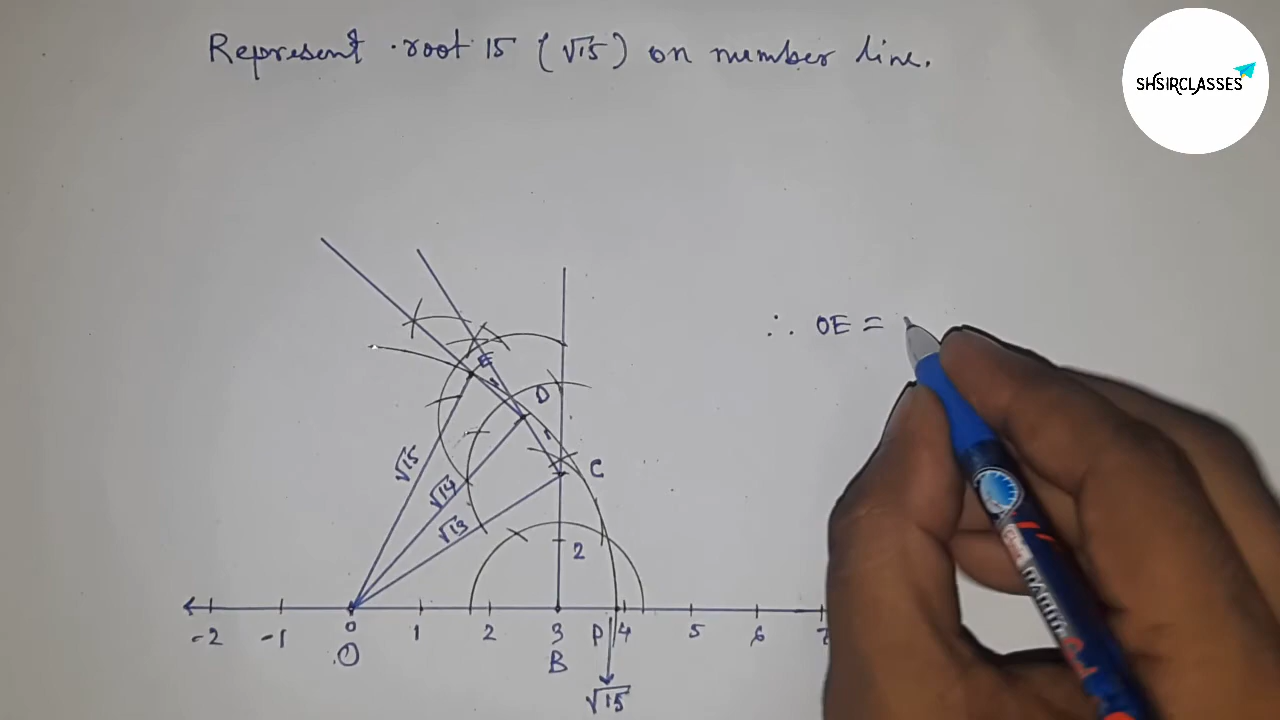 Represent root 15 (√15) on number line.
SHSIRCLASSES
∴ OE =
E
D
√15
√14
C
√13
2
-2 -1 0 1 2 3 P 4 5 6 7
O B
√15